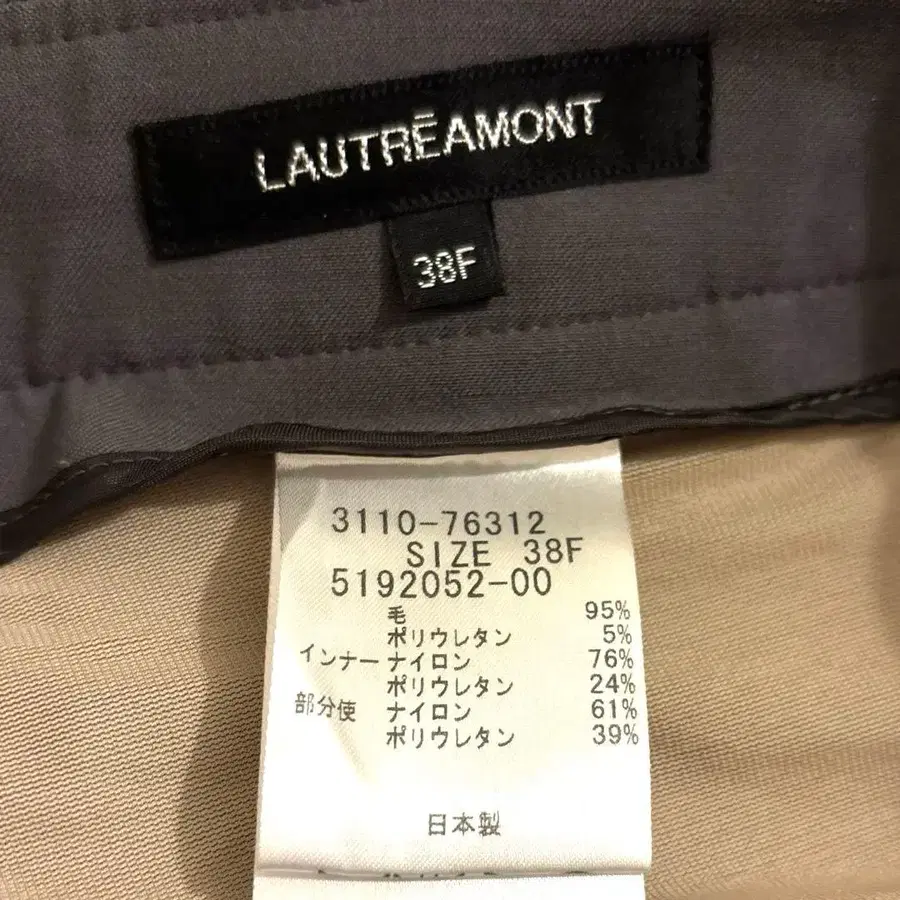 LAUTRĒAMONT
38F
3110-76312
SIZE 38F
5192052-00
毛 95%
ポリウレタン 5%
インナー ナイロン 76%
ポリウレタン 24%
部分使 ナイロン 61%
ポリウレタン 39%
日本製